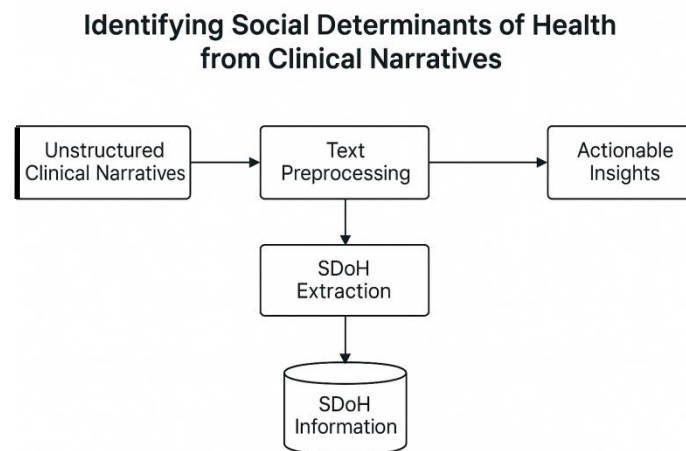 Identifying Social Determinants of Health
from Clinical Narratives
Unstructured
Clinical Narratives
Text
Preprocessing
Actionable
Insights
SDoH
Extraction
SDoH
Information